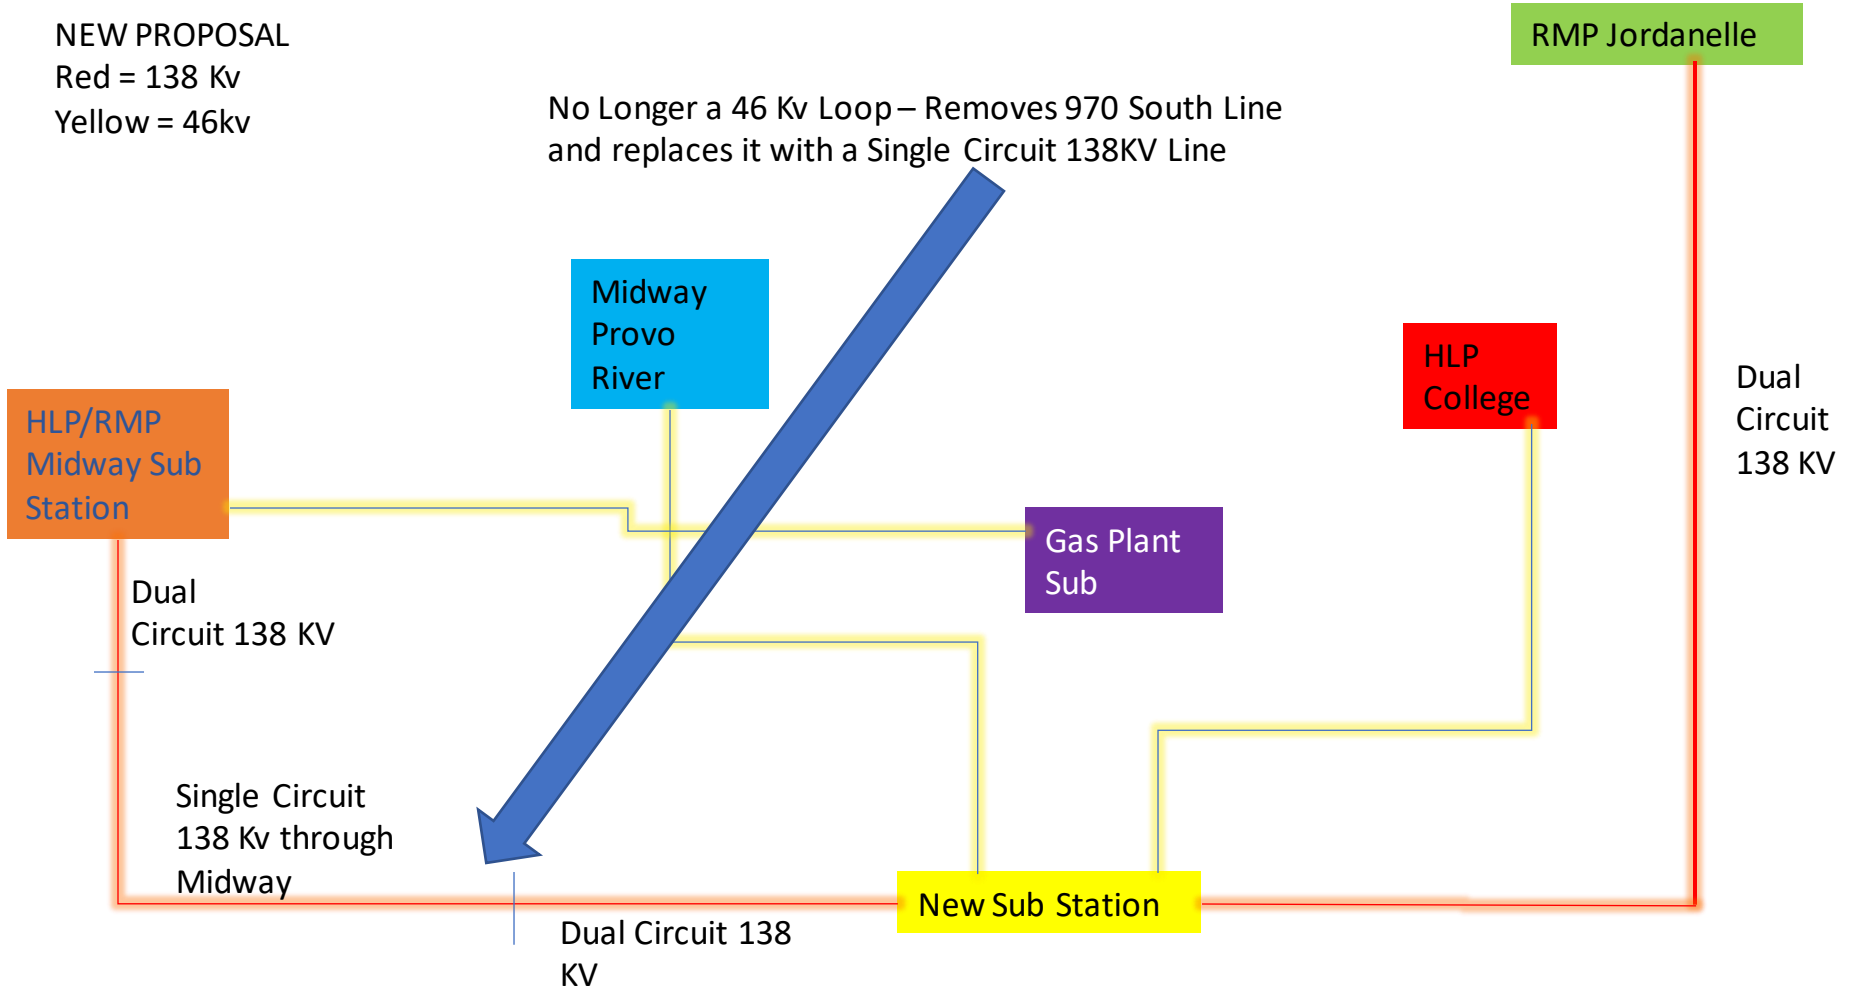 NEW PROPOSAL
Red = 138 Kv
Yellow = 46kv
RMP Jordanelle
No Longer a 46 Kv Loop – Removes 970 South Line
and replaces it with a Single Circuit 138KV Line
Midway
Provo
River
HLP
College
Dual
Circuit
138 KV
HLP/RMP
Midway Sub
Station
Gas Plant
Sub
Dual
Circuit 138 KV
Single Circuit
138 Kv through
Midway
New Sub Station
Dual Circuit 138
KV